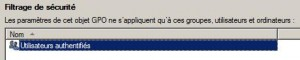 Filtrage de sécurité
Les paramètres de cet objet GPO ne s'appliquent qu'à ces groupes, utilisateurs et ordinateurs :
Nom
Utilisateurs authentifiés